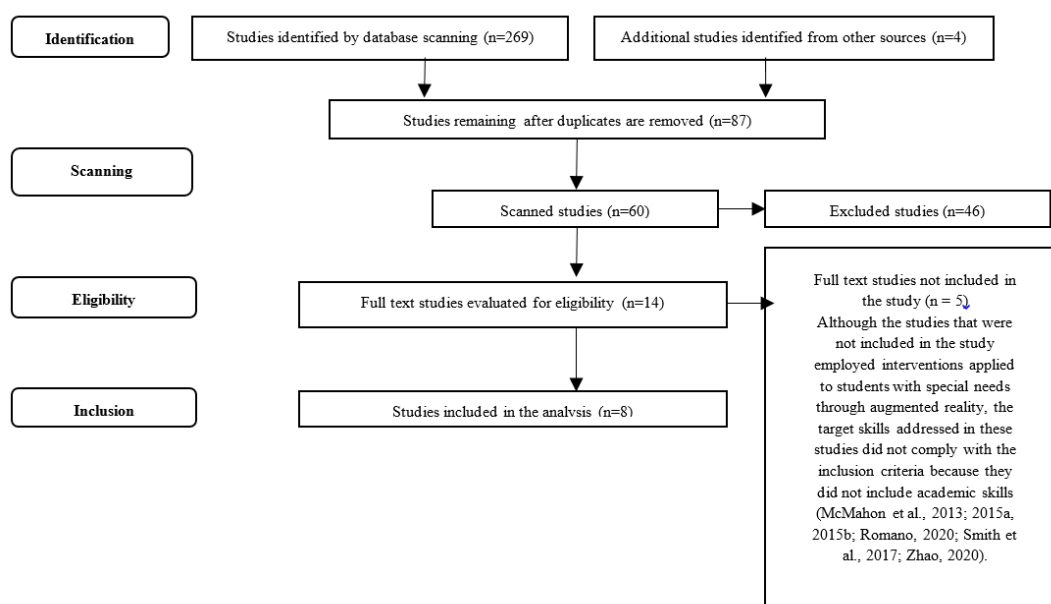 Identification
Studies identified by database scanning (n=269)
Additional studies identified from other sources (n=4)
Studies remaining after duplicates are removed (n=87)
Scanning
Scanned studies (n=60)
Excluded studies (n=46)
Eligibility
Full text studies evaluated for eligibility (n=14)
Full text studies not included in
the study (n = 5)
Although the studies that were
not included in the study
employed interventions applied
to students with special needs
through augmented reality, the
target skills addressed in these
studies did not comply with the
inclusion criteria because they
did not include academic skills
(McMahon et al., 2013; 2015a,
2015b; Romano, 2020; Smith et
al., 2017; Zhao, 2020).
Inclusion
Studies included in the analysis (n=8)